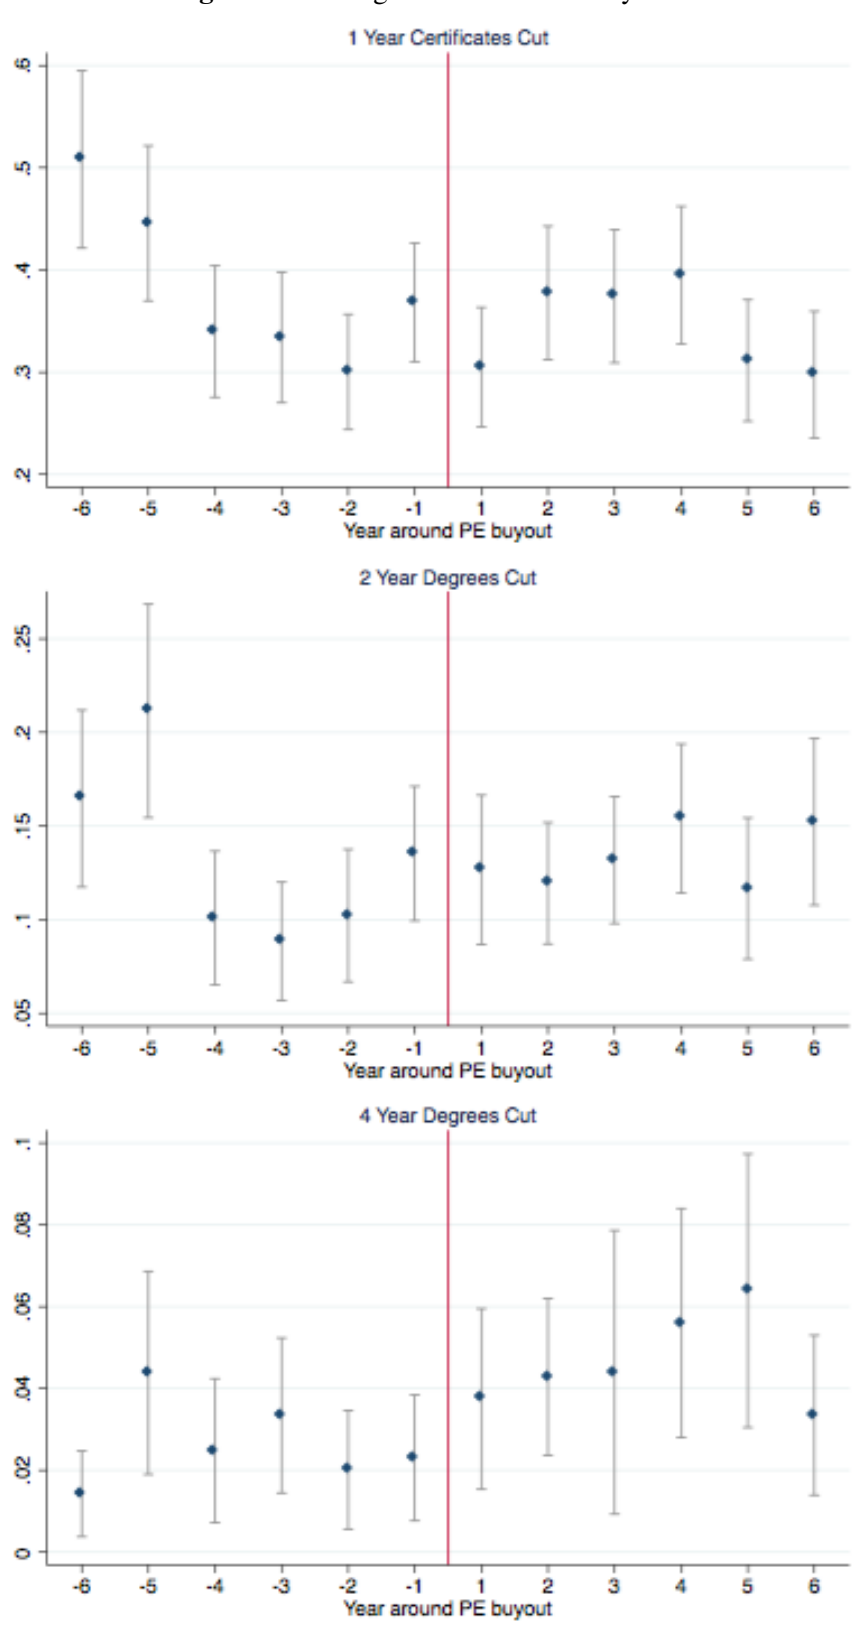 1 Year Certificates Cut
.6
.5
.4
.3
.2
-6 -5 -4 -3 -2 -1 1 2 3 4 5 6
Year around PE buyout
2 Year Degrees Cut
.25
.2
.15
.1
.05
-6 -5 -4 -3 -2 -1 1 2 3 4 5 6
Year around PE buyout
4 Year Degrees Cut
.1
.08
.06
.04
.02
0
-6 -5 -4 -3 -2 -1 1 2 3 4 5 6
Year around PE buyout